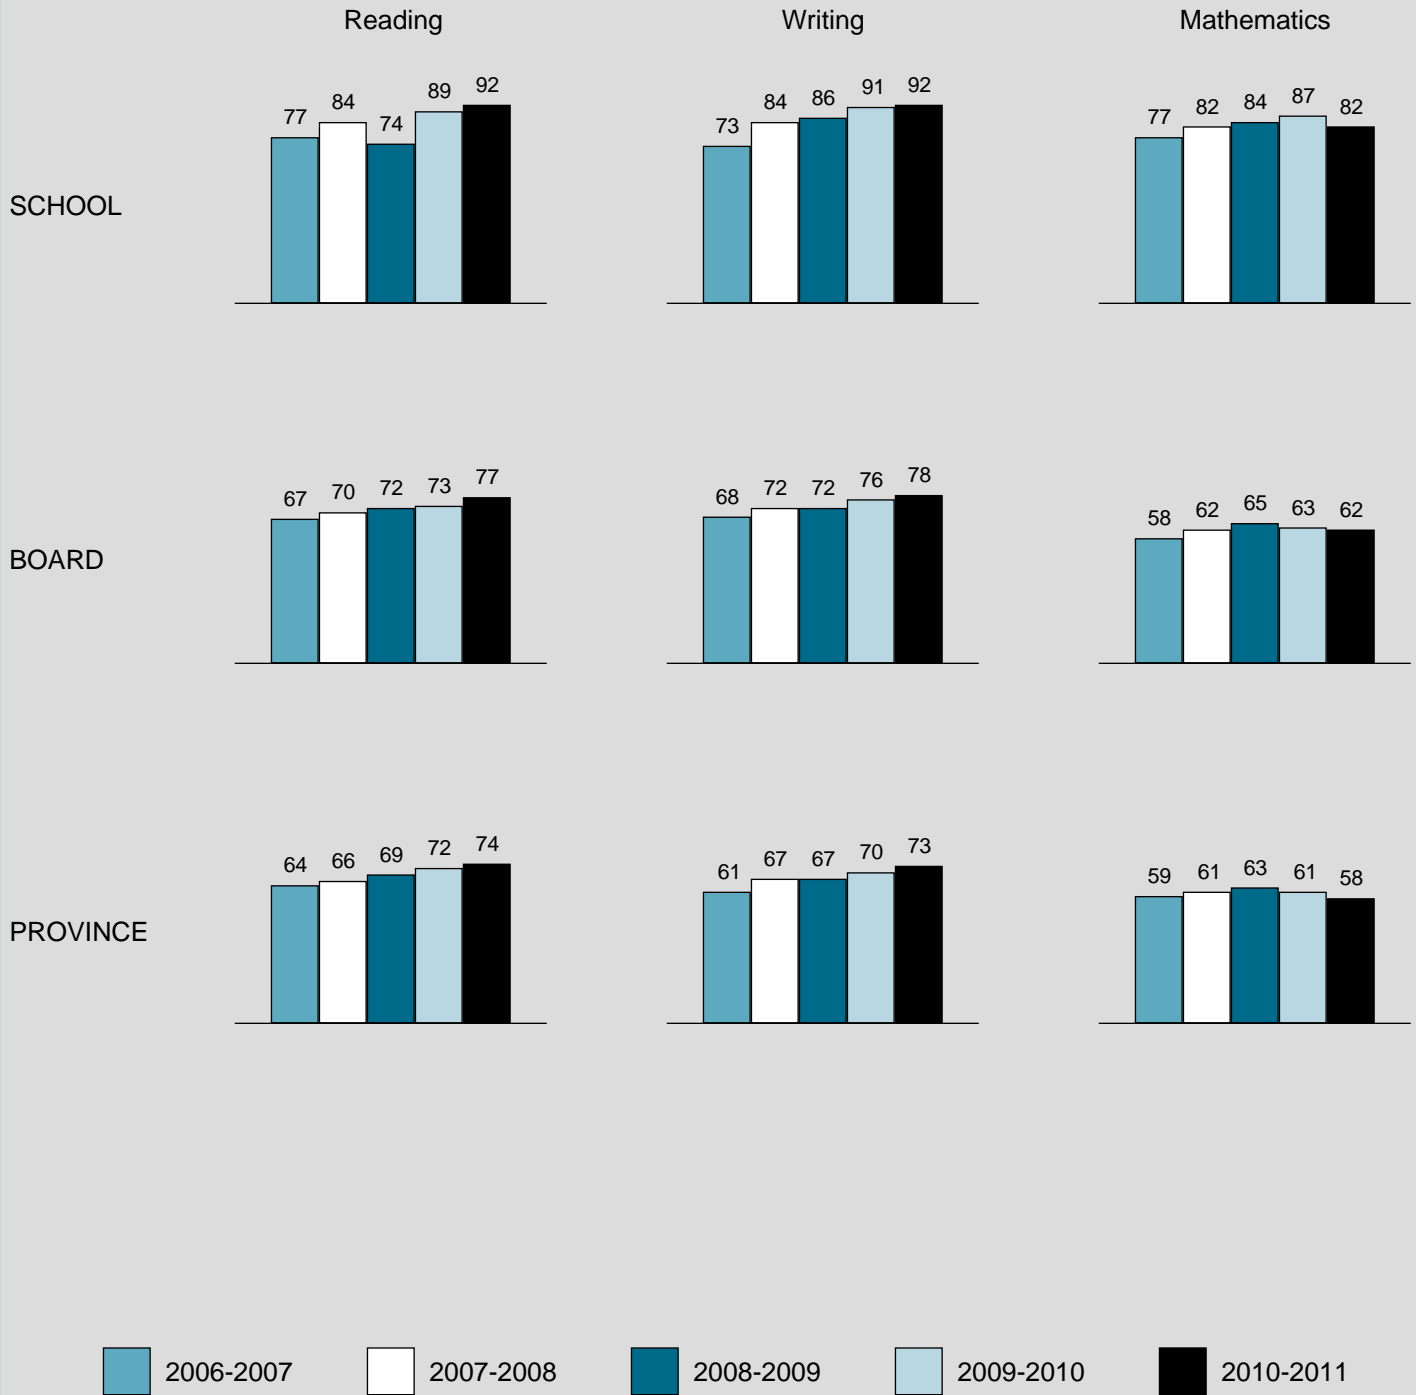 Reading Writing Mathematics
77 84 74 89 92 73 84 86 91 92 77 82 84 87 82
SCHOOL
67 70 72 73 77 68 72 72 76 78 58 62 65 63 62
BOARD
64 66 69 72 74 61 67 67 70 73 59 61 63 61 58
PROVINCE
2006-2007 2007-2008 2008-2009 2009-2010 2010-2011